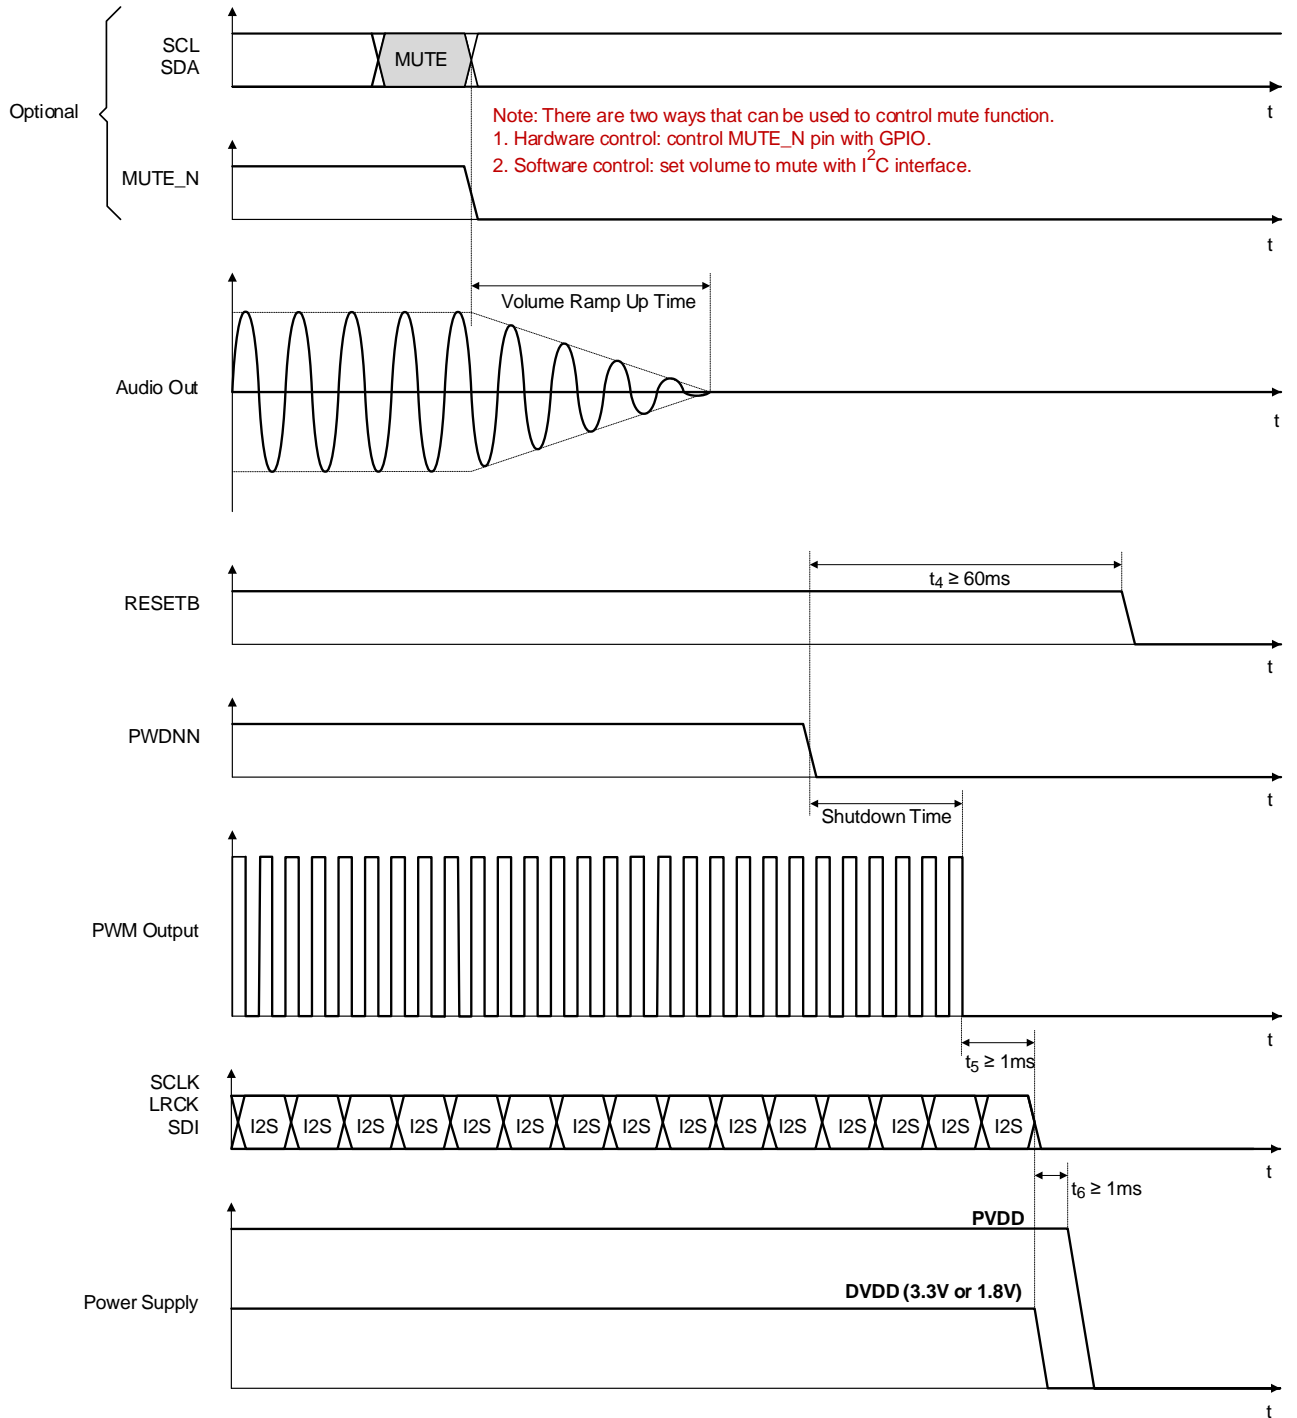 SCL
SDA
MUTE
t
Optional
Note: There are two ways that can be used to control mute function.
1. Hardware control: control MUTE_N pin with GPIO.
2. Software control: set volume to mute with I²C interface.
MUTE_N
t
Volume Ramp Up Time
Audio Out
t
t₄ ≥ 60ms
RESETB
t
PWDNN
t
Shutdown Time
PWM Output
t
t₅ ≥ 1ms
SCLK
LRCK
SDI
I2S I2S I2S I2S I2S I2S I2S I2S I2S I2S I2S I2S I2S I2S I2S
t
t₆ ≥ 1ms
PVDD
DVDD (3.3V or 1.8V)
Power Supply
t